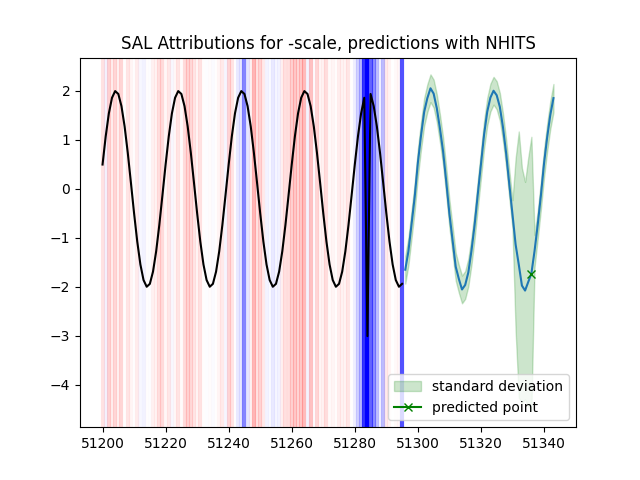 SAL Attributions for -scale, predictions with NHITS
2
1
0
−1
−2
−3
−4
standard deviation
predicted point
51200 51220 51240 51260 51280 51300 51320 51340